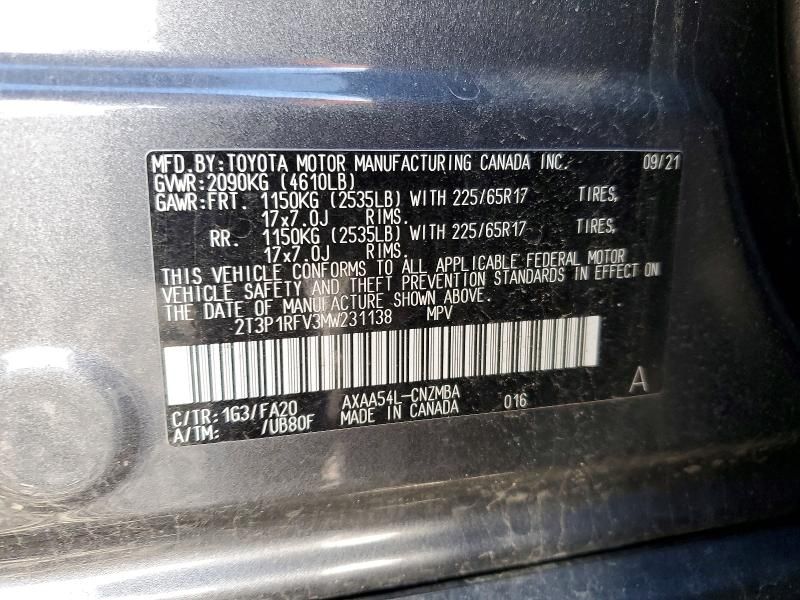 MFD. BY: TOYOTA MOTOR MANUFACTURING CANADA INC. 09/21
GVWR: 2090KG (4610LB)
GAWR: FRT. 1150KG (2535LB) WITH 225/65R17 TIRES,
17x7.0J RIMS.
RR. 1150KG (2535LB) WITH 225/65R17 TIRES,
17x7.0J RIMS.
THIS VEHICLE CONFORMS TO ALL APPLICABLE FEDERAL MOTOR
VEHICLE SAFETY AND THEFT PREVENTION STANDARDS IN EFFECT ON
THE DATE OF MANUFACTURE SHOWN ABOVE.
2T3P1RFV3MW231138 MPV
A
C/TR: 1G3/FA20 AXAA54L-CNZMBA 016
A/TM: /UB80F MADE IN CANADA